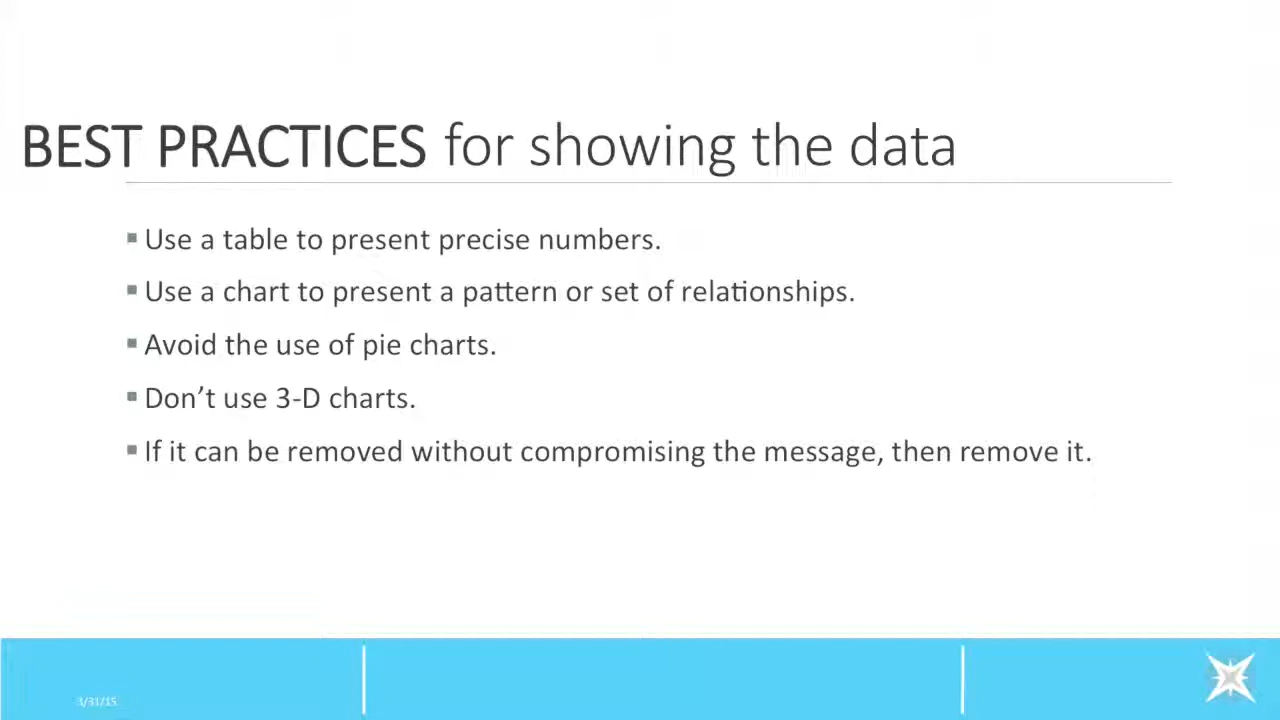 BEST PRACTICES for showing the data
▪ Use a table to present precise numbers.
▪ Use a chart to present a pattern or set of relationships.
▪ Avoid the use of pie charts.
▪ Don’t use 3-D charts.
▪ If it can be removed without compromising the message, then remove it.
3/31/15